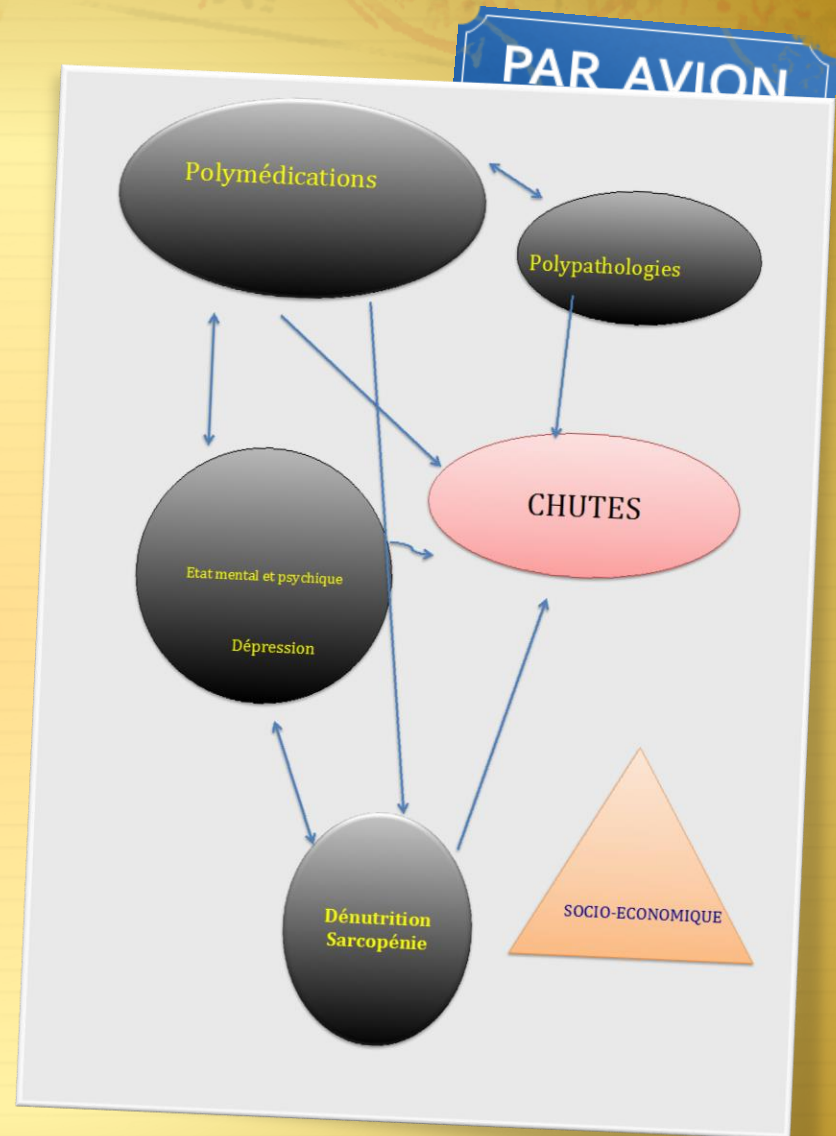 PAR AVION
Polymédications
Polypathologies
CHUTES
Etat mental et psychique
Dépression
Dénutrition
Sarcopénie
SOCIO-ECONOMIQUE